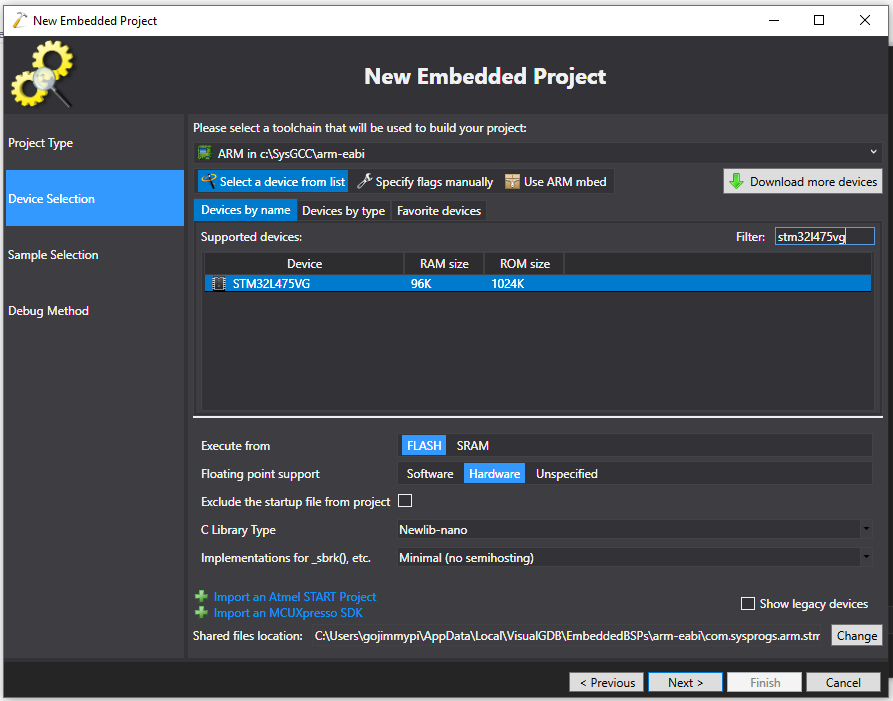 New Embedded Project
New Embedded Project
Please select a toolchain that will be used to build your project:
Project Type
ARM in c:\SysGCC\arm-eabi
Select a device from list Specify flags manually Use ARM mbed Download more devices
Device Selection
Devices by name Devices by type Favorite devices
Supported devices: Filter: stm32l475vg
Sample Selection
Device RAM size ROM size
STM32L475VG 96K 1024K
Debug Method
Execute from FLASH SRAM
Floating point support Software Hardware Unspecified
Exclude the startup file from project
C Library Type Newlib-nano
Implementations for _sbrk(), etc. Minimal (no semihosting)
Import an Atmel START Project
Show legacy devices
Import an MCUXpresso SDK
Shared files location: C:\Users\gojimmypi\AppData\Local\VisualGDB\EmbeddedBSPs\arm-eabi\com.sysprogs.arm.stm Change
< Previous Next > Finish Cancel